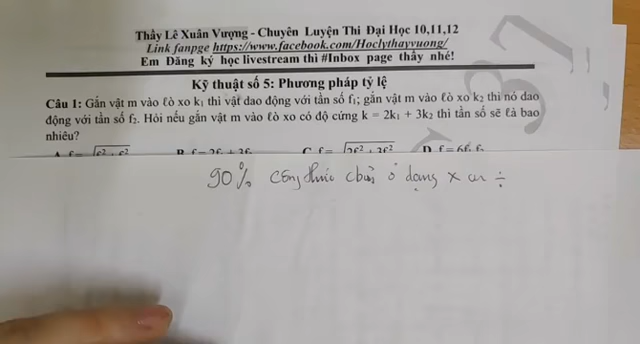 Thầy Lê Xuân Vượng - Chuyên Luyện Thi Đại Học 10,11,12
Link fanpge https://www.facebook.com/Hoclythayvuong/
Em Đăng ký học livestream thì #Inbox page thầy nhé!
Kỹ thuật số 5: Phương pháp tỷ lệ
Câu 1: Gắn vật m vào lò xo k₁ thì vật dao động với tần số f₁; gắn vật m vào lò xo k₂ thì nó dao
động với tần số f₂. Hỏi nếu gắn vật m vào lò xo có độ cứng k = 2k₁ + 3k₂ thì tần số sẽ là bao
nhiêu?
90% công thức ở dạng x ÷
37